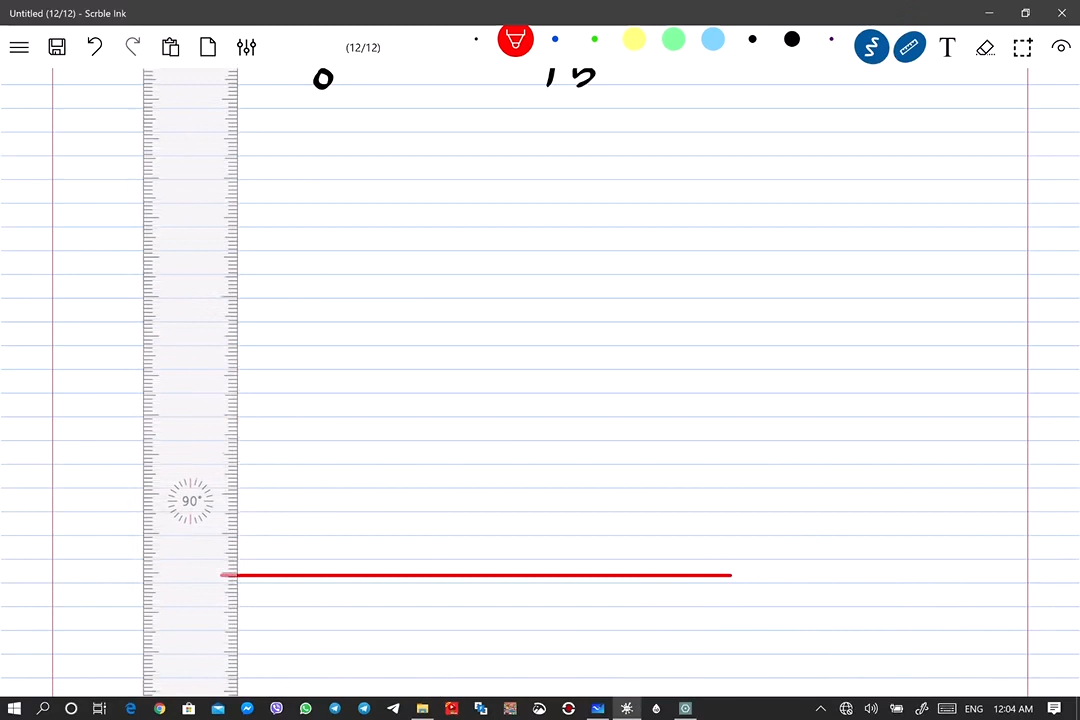 Untitled (12/12) - Scrble Ink
(12/12)
T
90°
ENG
12:04 AM